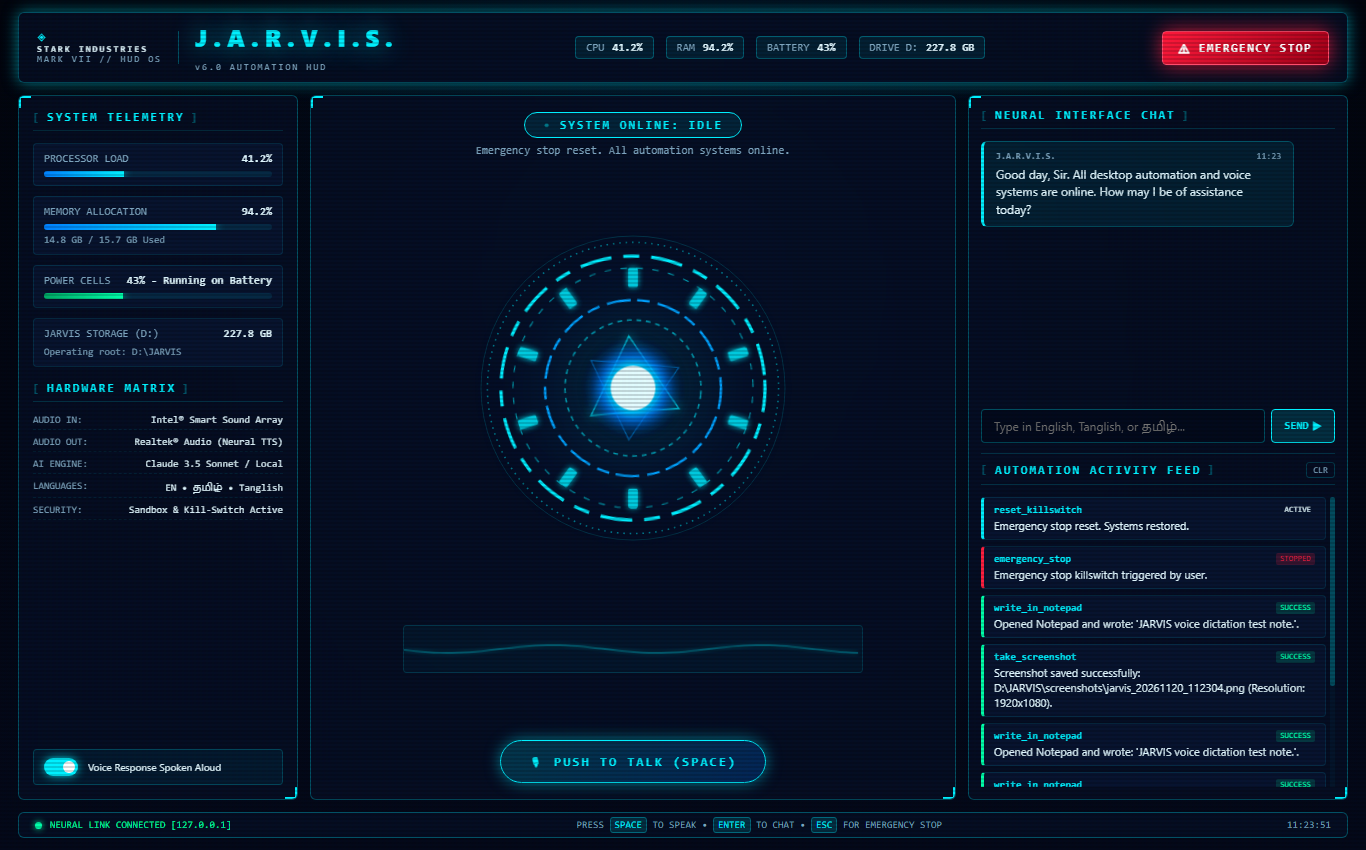 ◈
STARK INDUSTRIES
MARK VII // HUD OS
J.A.R.V.I.S.
v6.0 AUTOMATION HUD
CPU 41.2%
RAM 94.2%
BATTERY 43%
DRIVE D: 227.8 GB
⚠ EMERGENCY STOP
[ SYSTEM TELEMETRY ]
PROCESSOR LOAD 41.2%
MEMORY ALLOCATION 94.2%
14.8 GB / 15.7 GB Used
POWER CELLS 43% - Running on Battery
JARVIS STORAGE (D:) 227.8 GB
Operating root: D:\JARVIS
[ HARDWARE MATRIX ]
AUDIO IN: Intel® Smart Sound Array
AUDIO OUT: Realtek® Audio (Neural TTS)
AI ENGINE: Claude 3.5 Sonnet / Local
LANGUAGES: EN • தமிழ் • Tanglish
SECURITY: Sandbox & Kill-Switch Active
Voice Response Spoken Aloud
SYSTEM ONLINE: IDLE
Emergency stop reset. All automation systems online.
PUSH TO TALK (SPACE)
[ NEURAL INTERFACE CHAT ]
J.A.R.V.I.S. 11:23
Good day, Sir. All desktop automation and voice
systems are online. How may I be of assistance
today?
Type in English, Tanglish, or தமிழ்...
SEND ▶
[ AUTOMATION ACTIVITY FEED ]
CLR
reset_killswitch ACTIVE
Emergency stop reset. Systems restored.
emergency_stop STOPPED
Emergency stop killswitch triggered by user.
write_in_notepad SUCCESS
Opened Notepad and wrote: 'JARVIS voice dictation test note.'.
take_screenshot SUCCESS
Screenshot saved successfully:
D:\JARVIS\screenshots\jarvis_20261120_112304.png (Resolution:
1920x1080).
write_in_notepad SUCCESS
Opened Notepad and wrote: 'JARVIS voice dictation test note.'.
write_in_notepad SUCCESS
NEURAL LINK CONNECTED [127.0.0.1]
PRESS SPACE TO SPEAK • ENTER TO CHAT • ESC FOR EMERGENCY STOP
11:23:51